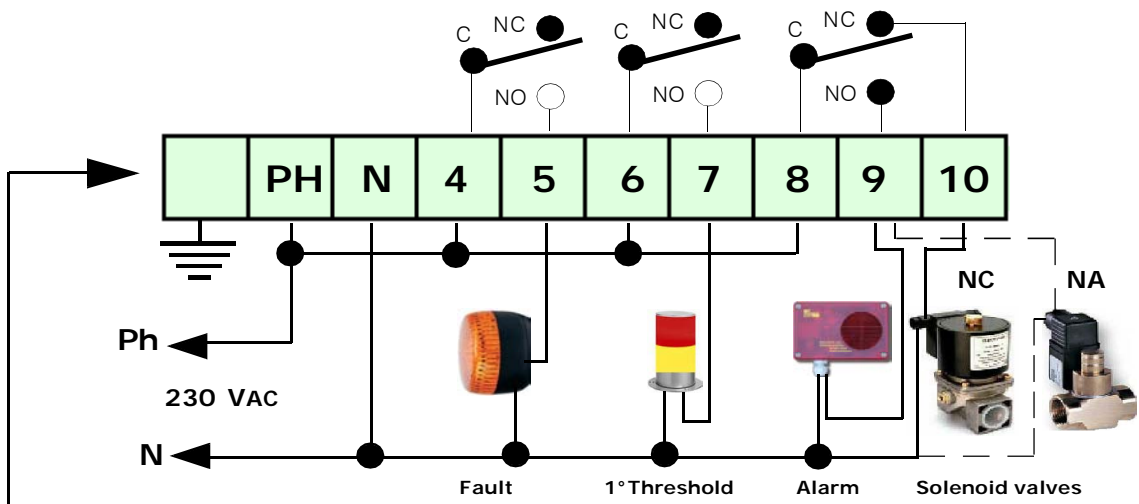 C NC C NC C NC
NO NO NO
PH N 4 5 6 7 8 9 10
NC NA
Ph
230 VAC
N
Fault 1°Threshold Alarm Solenoid valves